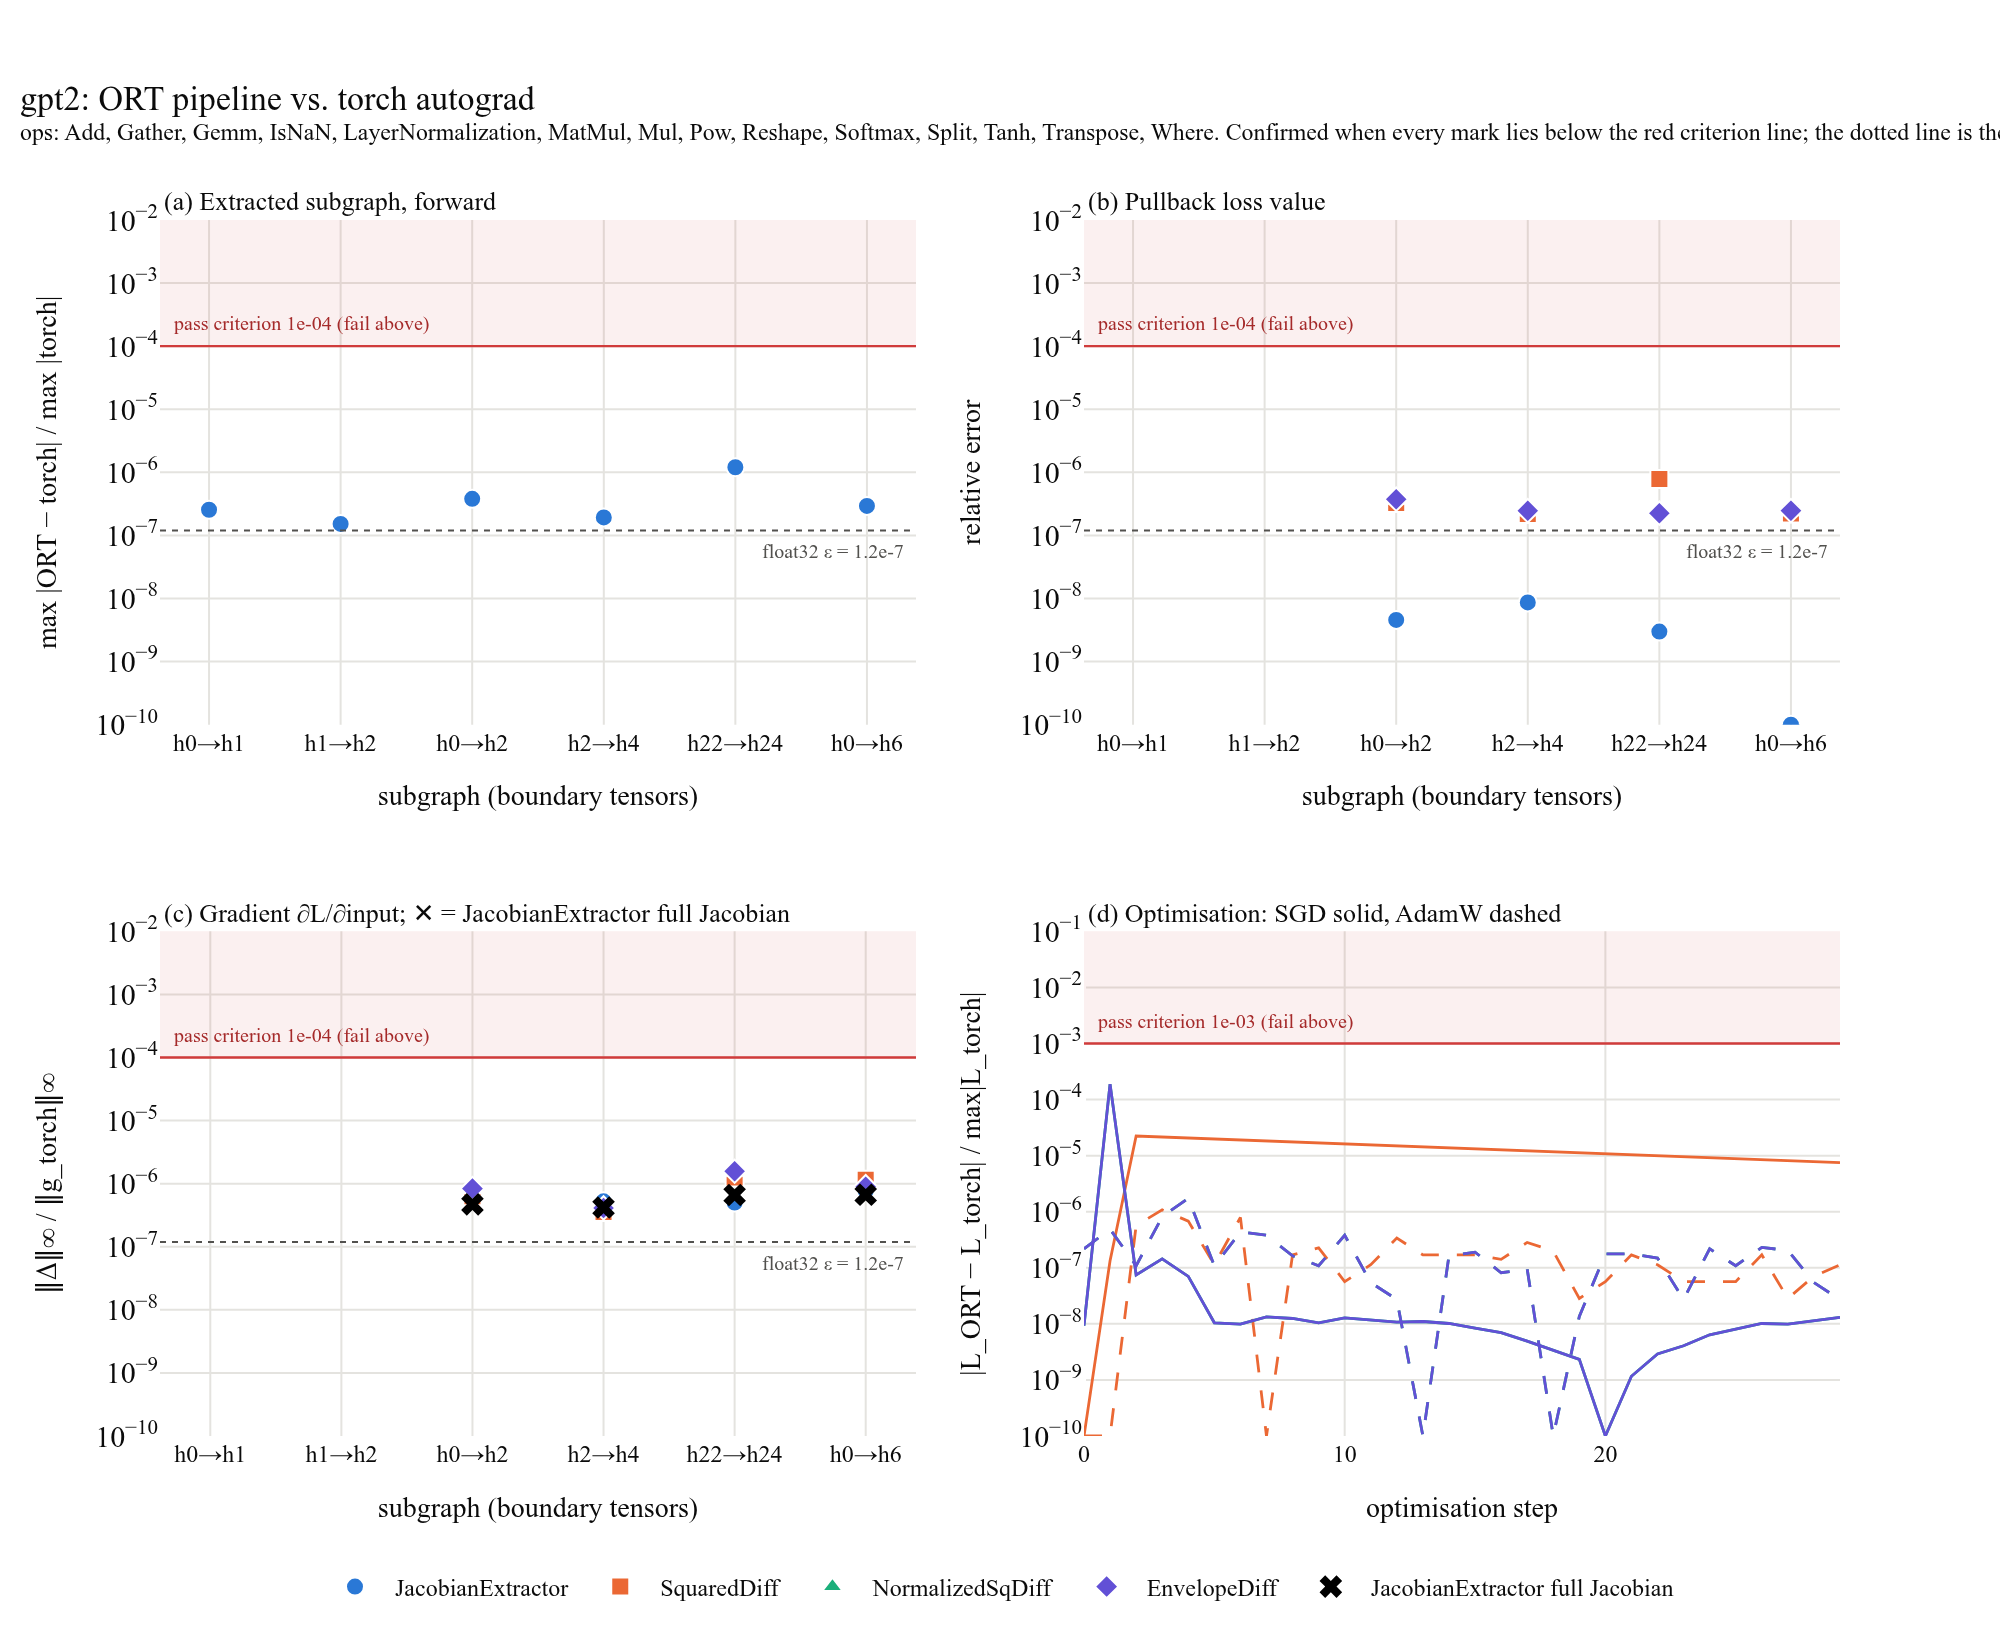 gpt2: ORT pipeline vs. torch autograd
ops: Add, Gather, Gemm, IsNaN, LayerNormalization, MatMul, Mul, Pow, Reshape, Softmax, Split, Tanh, Transpose, Where. Confirmed when every mark lies below the red criterion line; the dotted line is the
(a) Extracted subgraph, forward
10−2
10−3
10−4
10−5
10−6
10−7
10−8
10−9
10−10
max |ORT − torch| / max |torch|
pass criterion 1e-04 (fail above)
float32 ε = 1.2e-7
h0→h1 h1→h2 h0→h2 h2→h4 h22→h24 h0→h6
subgraph (boundary tensors)
(b) Pullback loss value
10−2
10−3
10−4
10−5
10−6
10−7
10−8
10−9
10−10
relative error
pass criterion 1e-04 (fail above)
float32 ε = 1.2e-7
h0→h1 h1→h2 h0→h2 h2→h4 h22→h24 h0→h6
subgraph (boundary tensors)
(c) Gradient ∂L/∂input; ✕ = JacobianExtractor full Jacobian
10−2
10−3
10−4
10−5
10−6
10−7
10−8
10−9
10−10
‖Δ‖∞ / ‖g_torch‖∞
pass criterion 1e-04 (fail above)
float32 ε = 1.2e-7
h0→h1 h1→h2 h0→h2 h2→h4 h22→h24 h0→h6
subgraph (boundary tensors)
(d) Optimisation: SGD solid, AdamW dashed
10−1
10−2
10−3
10−4
10−5
10−6
10−7
10−8
10−9
10−10
|L_ORT − L_torch| / max|L_torch|
pass criterion 1e-03 (fail above)
0 10 20
optimisation step
JacobianExtractor SquaredDiff NormalizedSqDiff EnvelopeDiff JacobianExtractor full Jacobian